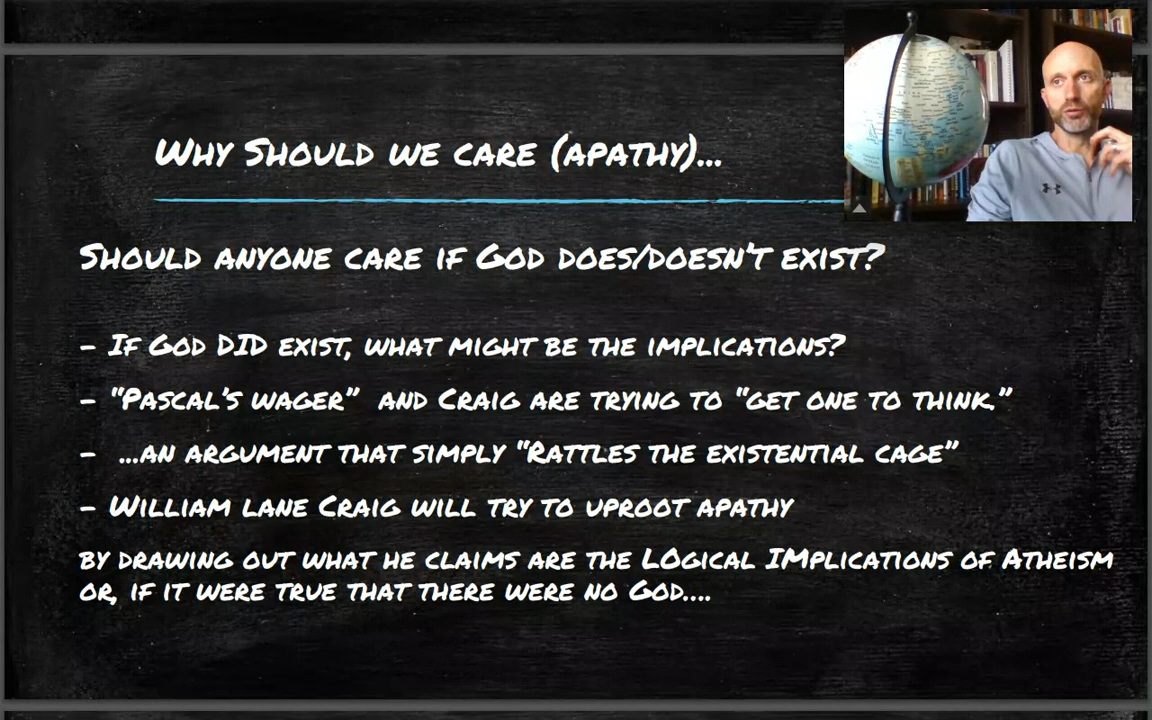 Why Should we care (apathy)...
Should anyone care if God does/doesn't exist?
- If God DID exist, what might be the implications?
- "Pascal's wager" and Craig are trying to "get one to think."
- ...an argument that simply "Rattles the existential cage"
- William lane Craig will try to uproot apathy
by drawing out what he claims are the LOgical IMplications of Atheism
or, if it were true that there were no God....